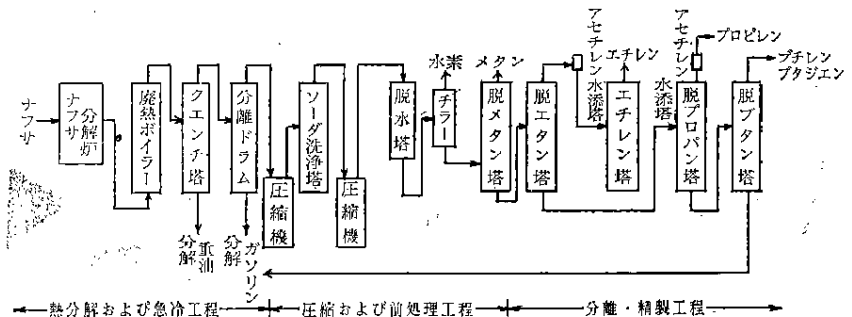 ナフサ
ナフサ分解炉
廃熱ボイラー
クエンチ塔
分解重油
分離ドラム
分解ガソリン
圧縮機
ソーダ洗浄塔
圧縮機
脱水塔
水素
チラー
メタン
脱メタン塔
脱エタン塔
アセチレン水添塔
エチレン
エチレン塔
アセチレン水添塔
プロピレン
脱プロパン塔
脱ブタン塔
ブチレン
ブタジエン
熱分解および急冷工程
圧縮および前処理工程
分離・精製工程